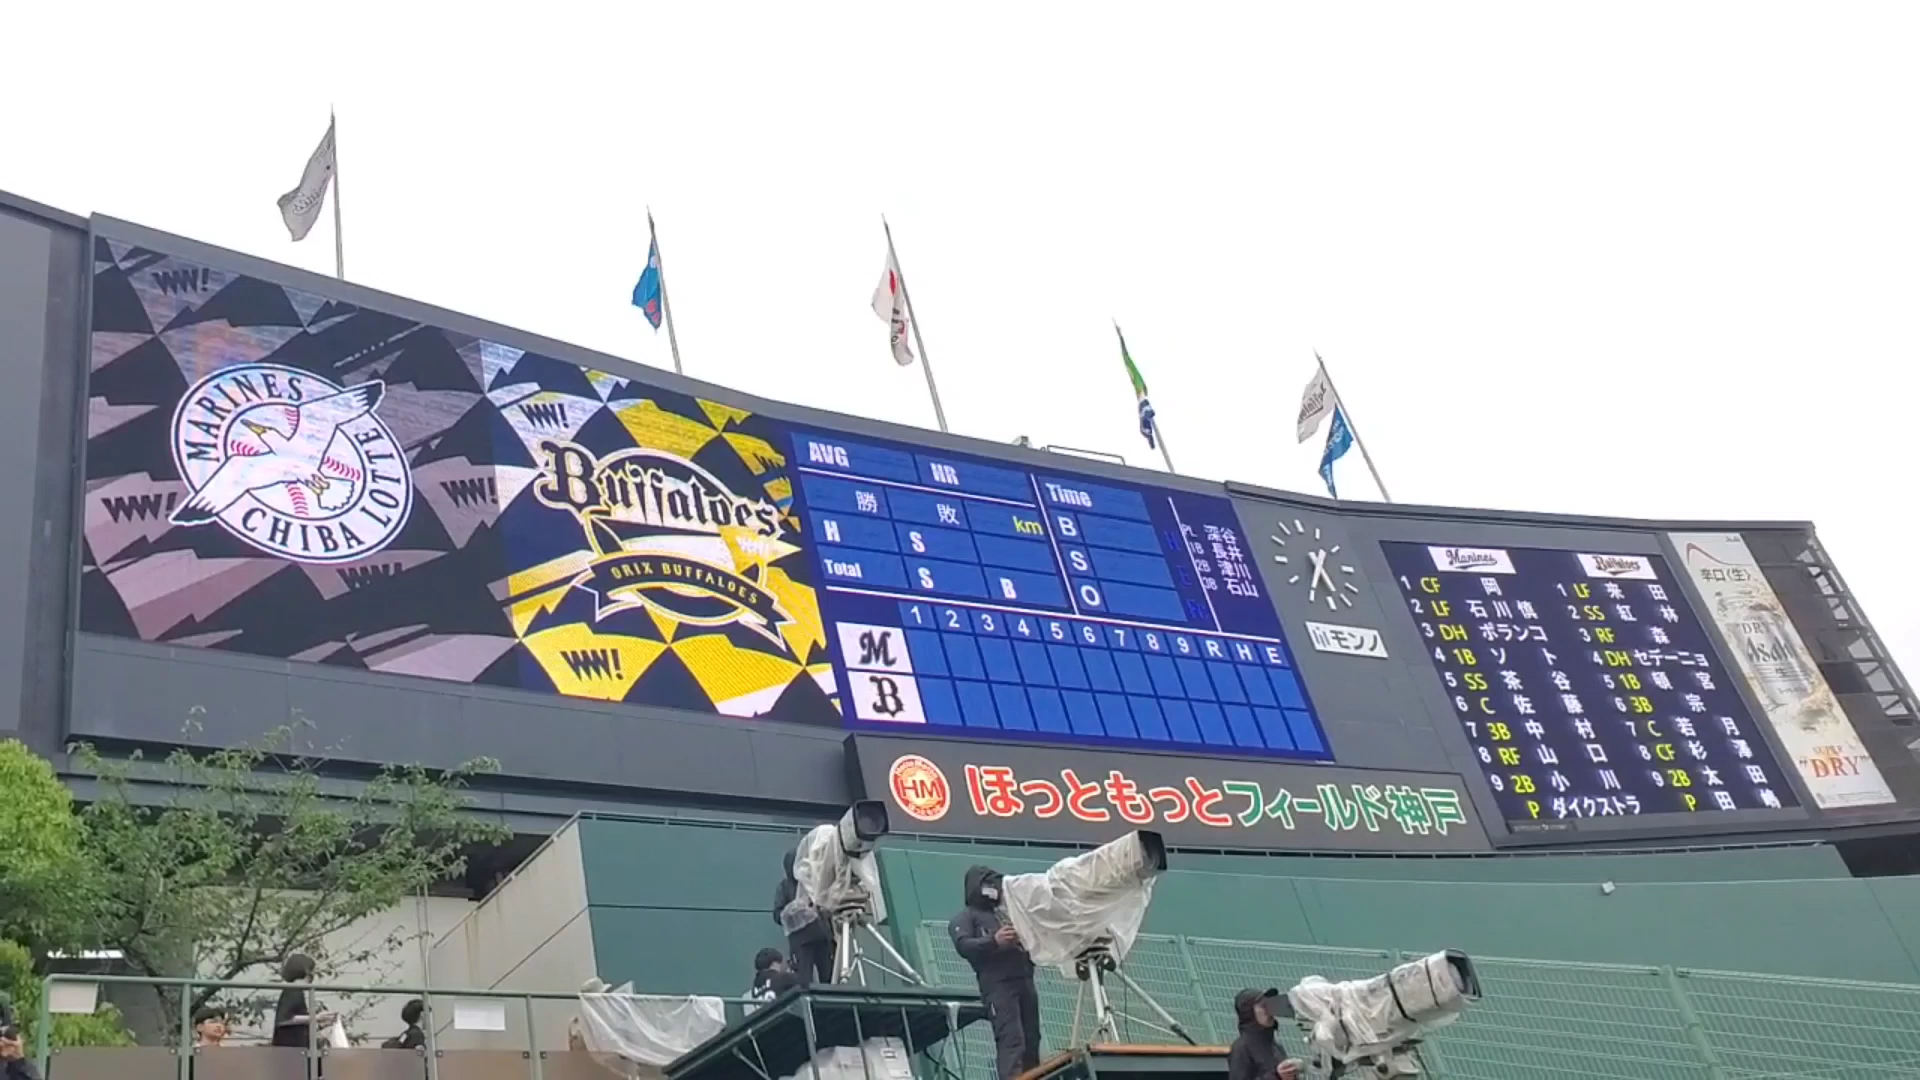 WW!
WW!
WW!
WW!
WW!
WW!
MARINES
CHIBA LOTTE
Buffaloes
ORIX BUFFALOES
AVG
HR
勝
敗
km
H
S
Total
S
B
Time
B
S
O
PL 深谷
1B 長井
2B 津川
3B 石山
1 2 3 4 5 6 7 8 9 R H E
M
B
モンノ
HM
ほっともっとフィールド神戸
Marines
1 CF 岡
2 LF 石川慎
3 DH ポランコ
4 1B ソト
5 SS 茶谷
6 C 佐藤
7 3B 中村
8 RF 山口
9 2B 小川
P ダイクストラ
Buffaloes
1 LF 来田
2 SS 紅林
3 RF 森
4 DH セデーニョ
5 1B 頓宮
6 3B 宗
7 C 若月
8 CF 杉澤
9 2B 太田
P 田嶋
辛口〈生〉
Asahi
"DRY"